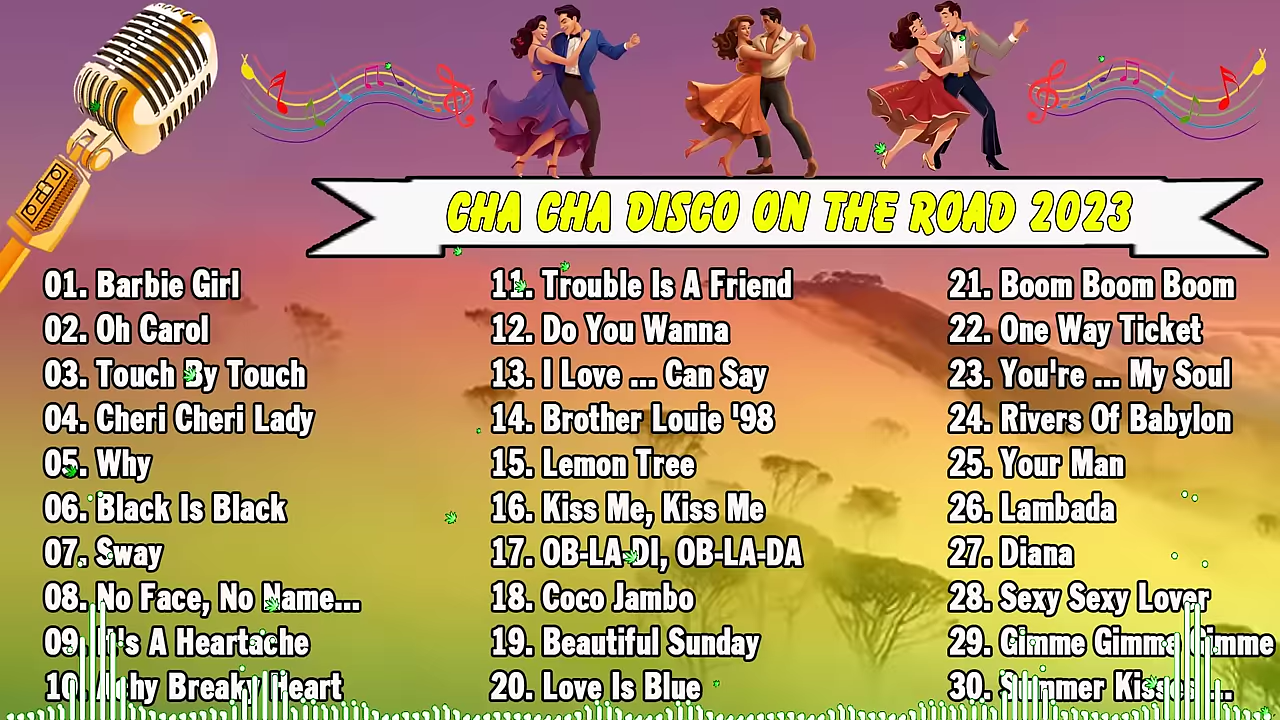 CHA CHA DISCO ON THE ROAD 2023
01. Barbie Girl
02. Oh Carol
03. Touch By Touch
04. Cheri Cheri Lady
05. Why
06. Black Is Black
07. Sway
08. No Face, No Name...
09. It's A Heartache
10. Achy Breaky Heart
11. Trouble Is A Friend
12. Do You Wanna
13. I Love ... Can Say
14. Brother Louie '98
15. Lemon Tree
16. Kiss Me, Kiss Me
17. OB-LA-DI, OB-LA-DA
18. Coco Jambo
19. Beautiful Sunday
20. Love Is Blue
21. Boom Boom Boom
22. One Way Ticket
23. You're ... My Soul
24. Rivers Of Babylon
25. Your Man
26. Lambada
27. Diana
28. Sexy Sexy Lover
29. Gimme Gimme Gimme
30. Summer Kisses...